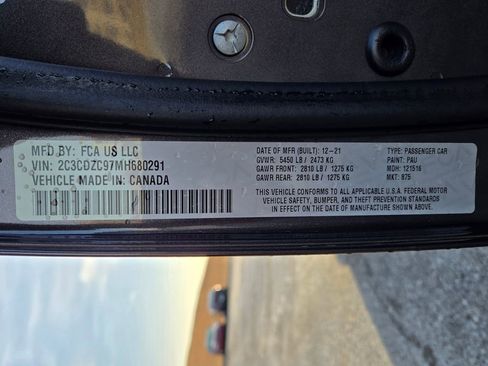 MFD BY: FCA US LLC
VIN: 2C3CDZC97MH680291
VEHICLE MADE IN: CANADA
DATE OF MFR (BUILT): 12-21
GVWR: 5450 LB / 2473 KG
GAWR FRONT: 2810 LB / 1275 KG
GAWR REAR: 2810 LB / 1275 KG
TYPE: PASSENGER CAR
PAINT: PAU
MDH: 121516
MKT: 875
THIS VEHICLE CONFORMS TO ALL APPLICABLE U.S.A. FEDERAL MOTOR
VEHICLE SAFETY, BUMPER, AND THEFT PREVENTION STANDARDS
IN EFFECT ON THE DATE OF MANUFACTURE SHOWN ABOVE.